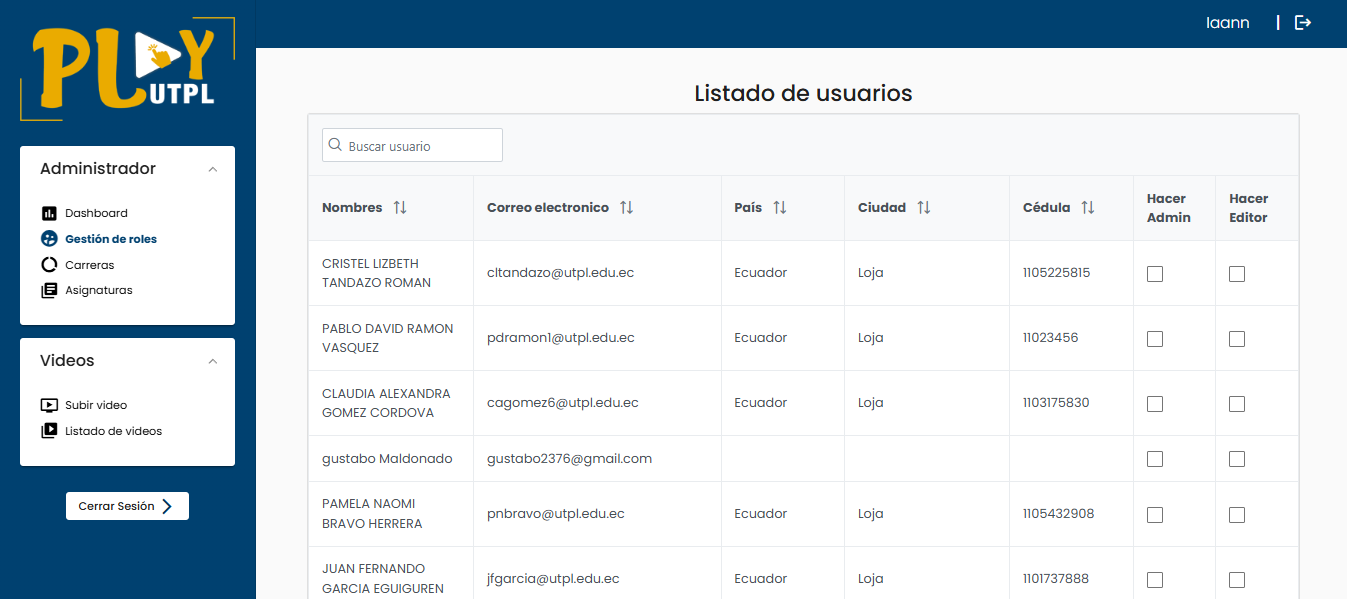 PLAY
UTPL
laann
|
Administrador
Dashboard
Gestión de roles
Carreras
Asignaturas
Videos
Subir video
Listado de videos
Cerrar Sesión
Listado de usuarios
Buscar usuario
Nombres Correo electronico País Ciudad Cédula Hacer Admin Hacer Editor
CRISTEL LIZBETH
TANDAZO ROMAN
cltandazo@utpl.edu.ec Ecuador Loja 1105225815
PABLO DAVID RAMON
VASQUEZ
pdramon1@utpl.edu.ec Ecuador Loja 11023456
CLAUDIA ALEXANDRA
GOMEZ CORDOVA
cagomez6@utpl.edu.ec Ecuador Loja 1103175830
gustabo Maldonado gustabo2376@gmail.com
PAMELA NAOMI
BRAVO HERRERA
pnbravo@utpl.edu.ec Ecuador Loja 1105432908
JUAN FERNANDO
GARCIA EGUIGUREN
jfgarcia@utpl.edu.ec Ecuador Loja 1101737888